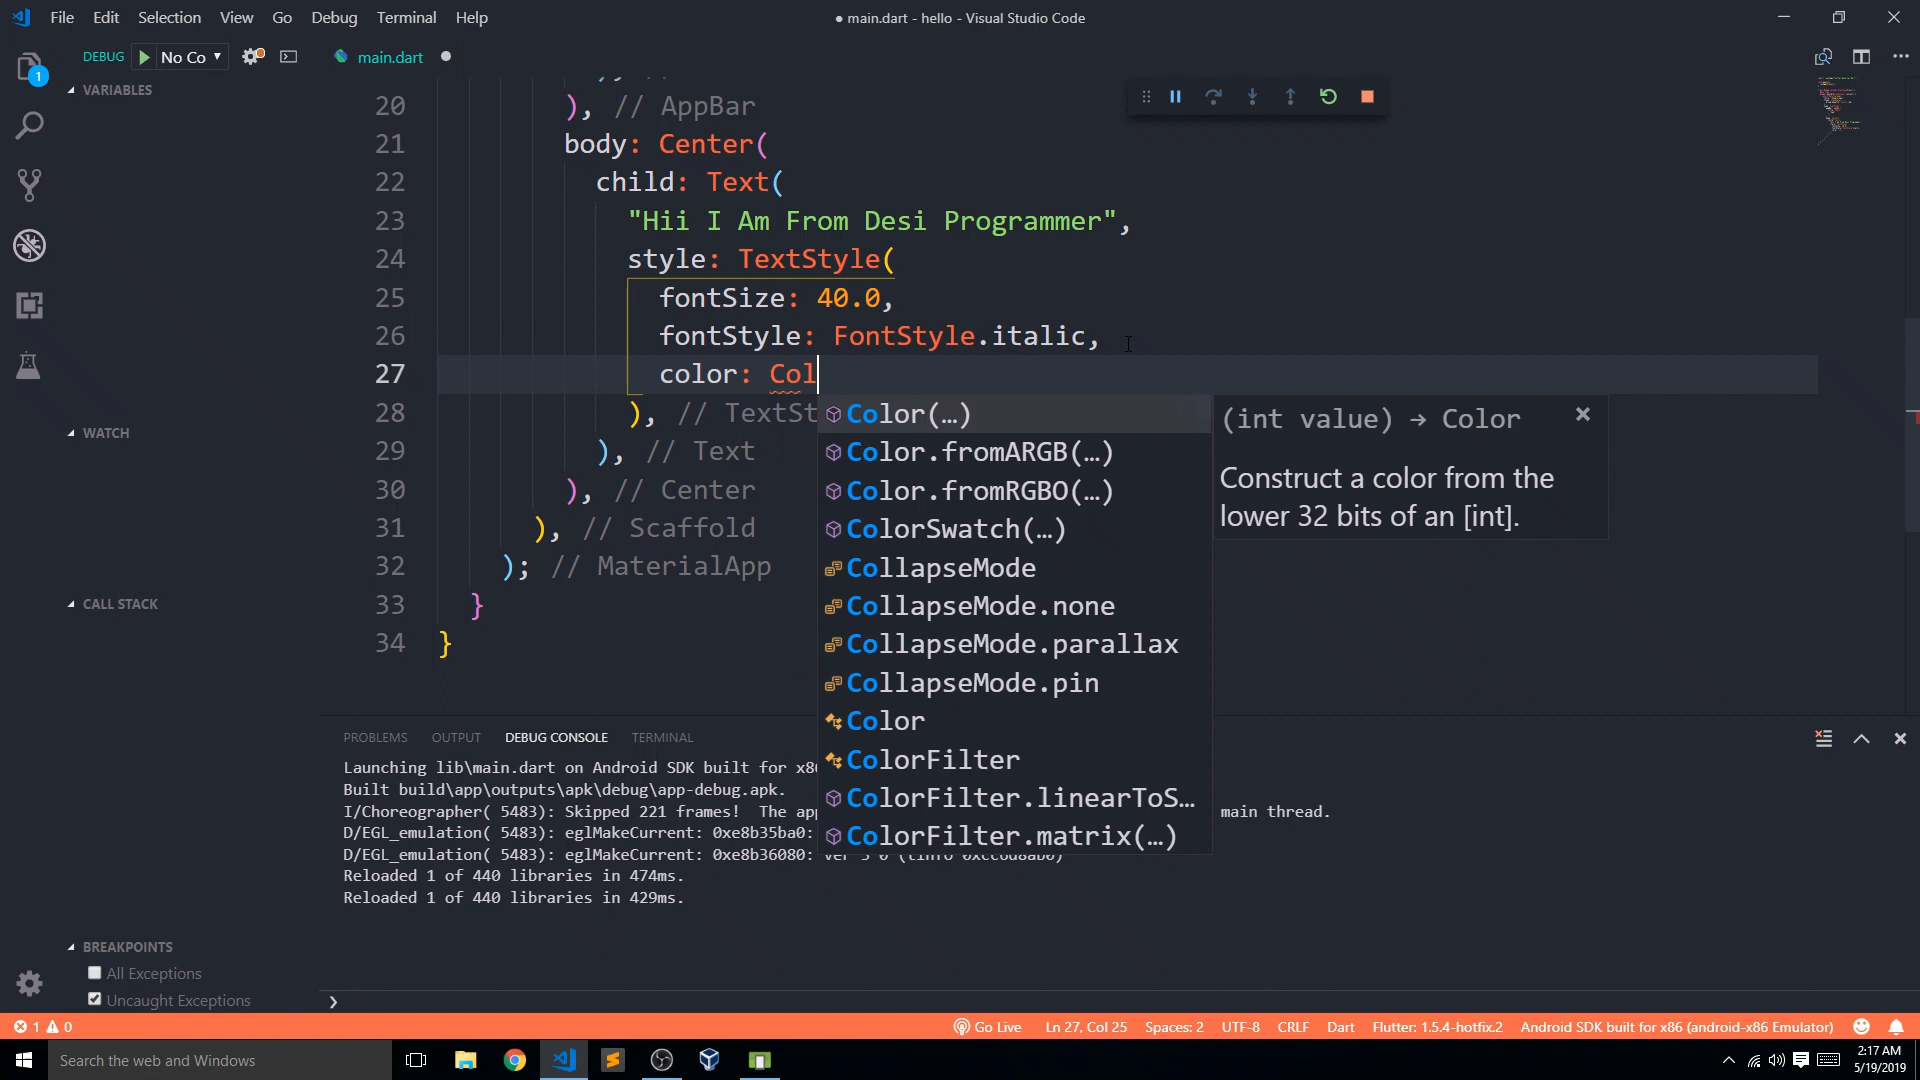 File Edit Selection View Go Debug Terminal Help
● main.dart - hello - Visual Studio Code
DEBUG No Co
main.dart
1
VARIABLES
WATCH
CALL STACK
BREAKPOINTS
All Exceptions
Uncaught Exceptions
20 ), // AppBar
21 body: Center(
22 child: Text(
23 "Hii I Am From Desi Programmer",
24 style: TextStyle(
25 fontSize: 40.0,
26 fontStyle: FontStyle.italic,
27 color: Col
28 ), // TextSt
29 ), // Text
30 ), // Center
31 ), // Scaffold
32 ); // MaterialApp
33 }
34 }
Color(…)
Color.fromARGB(…)
Color.fromRGBO(…)
ColorSwatch(…)
CollapseMode
CollapseMode.none
CollapseMode.parallax
CollapseMode.pin
Color
ColorFilter
ColorFilter.linearToS…
ColorFilter.matrix(…)
(int value) → Color
Construct a color from the
lower 32 bits of an [int].
PROBLEMS OUTPUT DEBUG CONSOLE TERMINAL
Launching lib\main.dart on Android SDK built for x8
Built build\app\outputs\apk\debug\app-debug.apk.
I/Choreographer( 5483): Skipped 221 frames! The ap main thread.
D/EGL_emulation( 5483): eglMakeCurrent: 0xe8b35ba0:
D/EGL_emulation( 5483): eglMakeCurrent: 0xe8b36080:
Reloaded 1 of 440 libraries in 474ms.
Reloaded 1 of 440 libraries in 429ms.
1 0
Go Live Ln 27, Col 25 Spaces: 2 UTF-8 CRLF Dart Flutter: 1.5.4-hotfix.2 Android SDK built for x86 (android-x86 Emulator)
Search the web and Windows
2:17 AM
5/19/2019